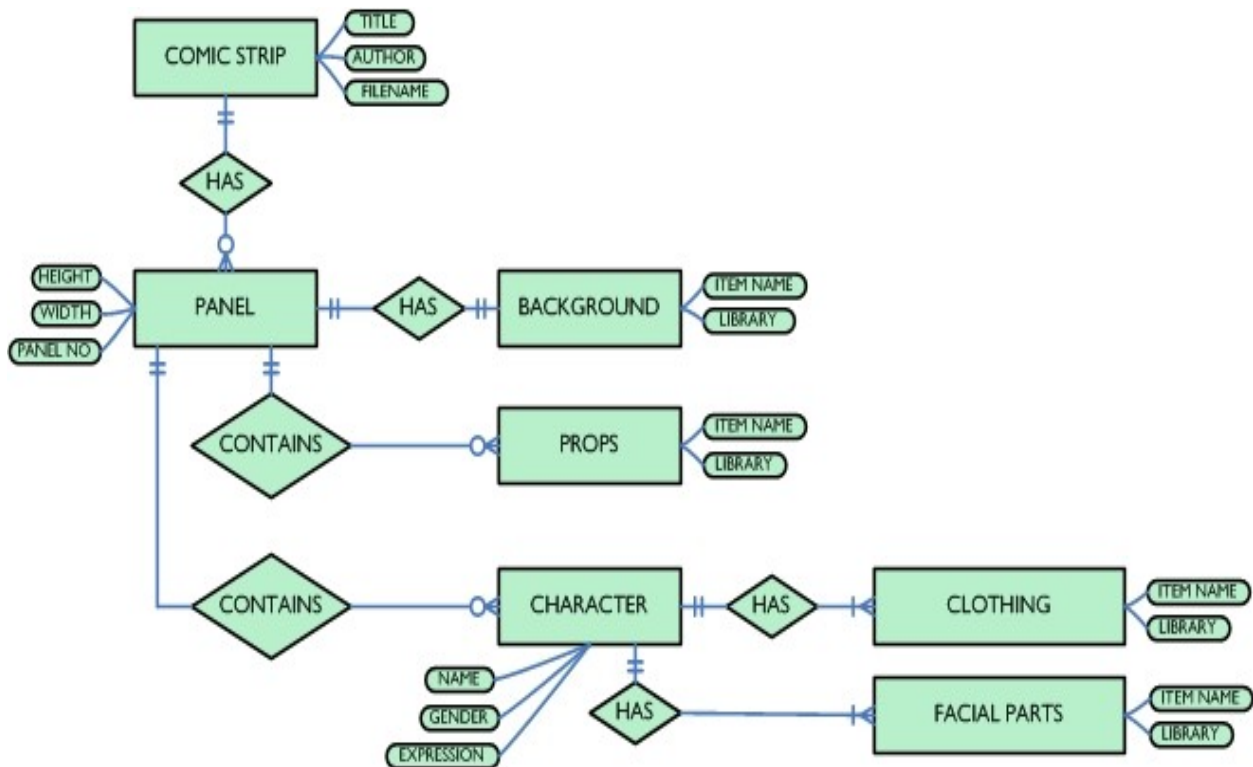 TITLE
COMIC STRIP
AUTHOR
FILENAME
HAS
HEIGHT
WIDTH
PANEL NO
PANEL
HAS
BACKGROUND
ITEM NAME
LIBRARY
CONTAINS
PROPS
ITEM NAME
LIBRARY
CONTAINS
CHARACTER
HAS
CLOTHING
ITEM NAME
LIBRARY
NAME
GENDER
EXPRESSION
HAS
FACIAL PARTS
ITEM NAME
LIBRARY